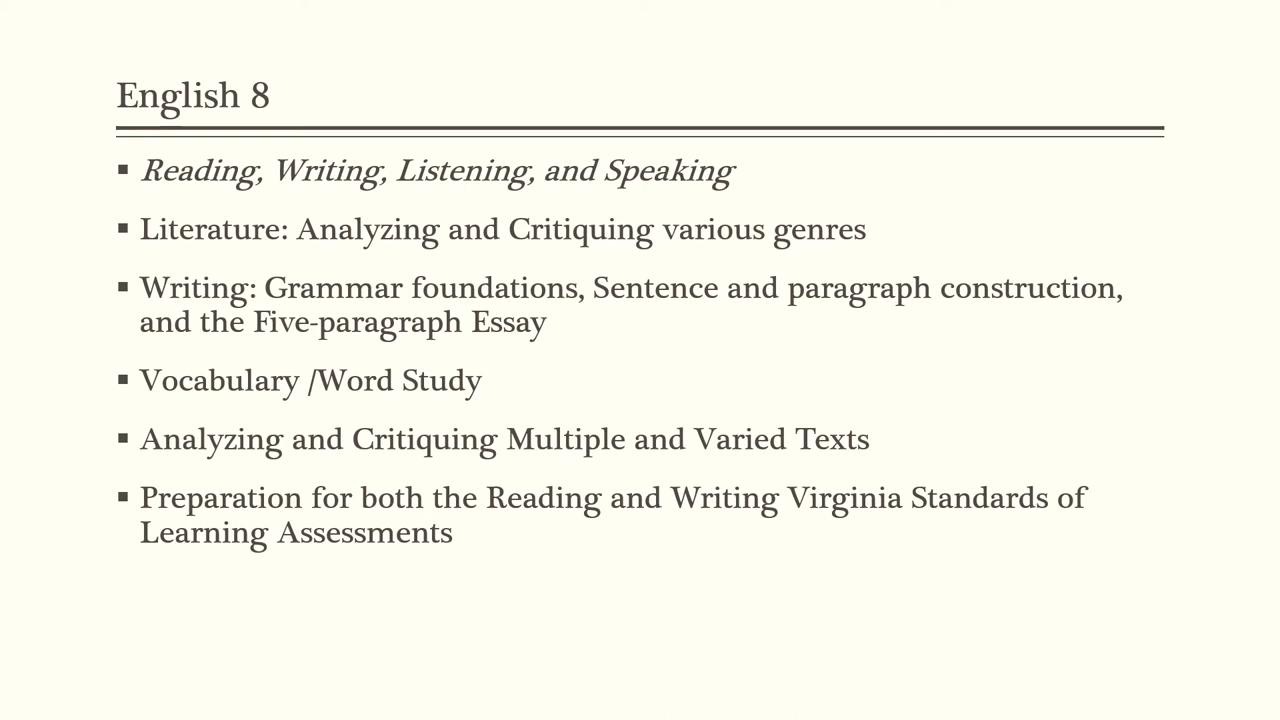 English 8
▪ Reading, Writing, Listening, and Speaking
▪ Literature: Analyzing and Critiquing various genres
▪ Writing: Grammar foundations, Sentence and paragraph construction,
and the Five-paragraph Essay
▪ Vocabulary /Word Study
▪ Analyzing and Critiquing Multiple and Varied Texts
▪ Preparation for both the Reading and Writing Virginia Standards of
Learning Assessments